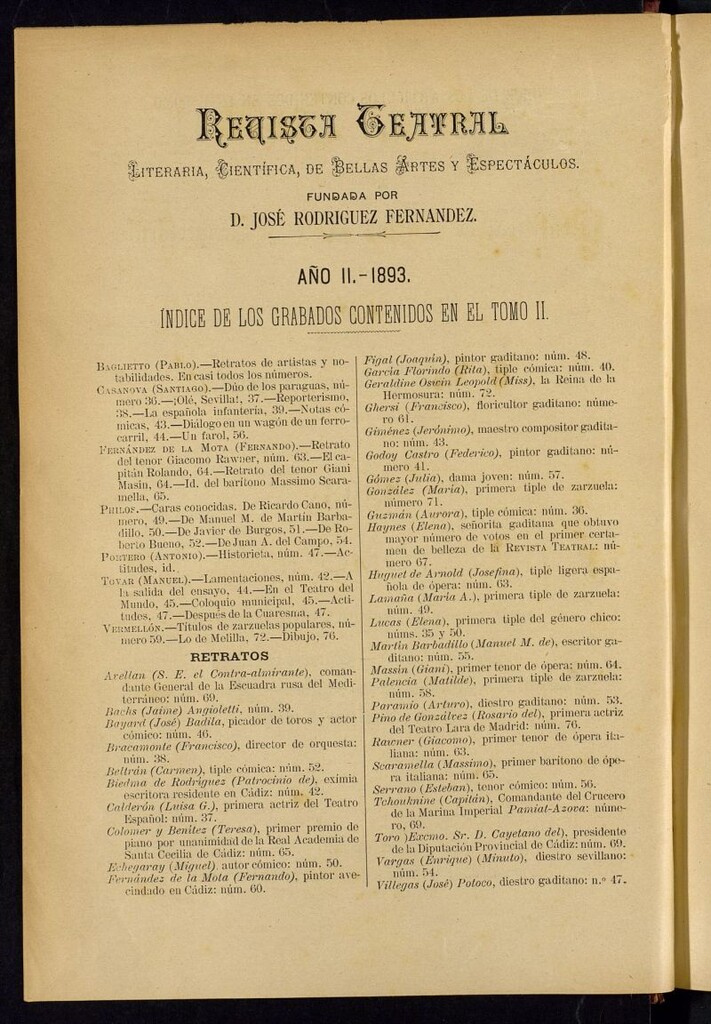 REVISTA TEATRAL
LITERARIA, CIENTÍFICA, DE BELLAS ARTES Y ESPECTÁCULOS.
FUNDADA POR
D. JOSÉ RODRIGUEZ FERNANDEZ.
AÑO II.-1893.
ÍNDICE DE LOS GRABADOS CONTENIDOS EN EL TOMO II.
BAGLIETTO (PABLO).—Retratos de artistas y no-
tabilidades. En casi todos los números.
CASANOVA (SANTIAGO).—Dúo de los paraguas, nú-
mero 36.—¡Olé, Sevilla!, 37.—Reporterismo,
38.—La española infantería, 39.—Notas có-
micas, 43.—Diálogo en un wagón de un ferro-
carril, 44.—Un farol, 56.
FERNÁNDEZ DE LA MOTA (FERNANDO).—Retrato
del tenor Giacomo Rawner, núm. 63.—El ca-
pitán Rolando, 64.—Retrato del tenor Giani
Masin, 64.—Id. del barítono Massimo Scara-
mella, 65.
PHILOS.—Caras conocidas. De Ricardo Cano, nú-
mero, 49.—De Manuel M. de Martín Barba-
dillo, 50.—De Javier de Burgos, 51.—De Ro-
berto Bueno, 52.—De Juan A. del Campo, 54.
PORTERO (ANTONIO).—Historieta, núm. 47.—Ac-
titudes, id.
TOVAR (MANUEL).—Lamentaciones, núm. 42.—A
la salida del ensayo, 44.—En el Teatro del
Mundo, 45.—Coloquio municipal, 45.—Acti-
tudes, 47.—Después de la Cuaresma, 47.
VERMELLÓN.—Títulos de zarzuelas populares, nú-
mero 59.—Lo de Melilla, 72.—Dibujo, 76.
RETRATOS
Avellan (S. E. el Contra-almirante), coman-
dante General de la Escuadra rusa del Medi-
terráneo: núm. 69.
Bachs (Jaime) Angioletti, núm. 39.
Bayard (José) Badila, picador de toros y actor
cómico: núm. 46.
Bracamonte (Francisco), director de orquesta:
núm. 38.
Beltrán (Carmen), tiple cómica: núm. 52.
Biedma de Rodríguez (Patrocinio de), eximia
escritora residente en Cádiz: núm. 42.
Calderón (Luisa G.), primera actriz del Teatro
Español: núm. 37.
Colomer y Benítez (Teresa), primer premio de
piano por unanimidad de la Real Academia de
Santa Cecilia de Cádiz: núm. 65.
Echegaray (Miguel), autor cómico: núm. 50.
Fernández de la Mota (Fernando), pintor ave-
cindado en Cádiz: núm. 60.
Figal (Joaquín), pintor gaditano: núm. 48.
García Florindo (Rita), tiple cómica: núm. 40.
Geraldine Oswin Leopold (Miss), la Reina de la
Hermosura: núm. 72.
Ghersi (Francisco), floricultor gaditano: núme-
ro 61.
Giménez (Jerónimo), maestro compositor gadita-
no: núm. 43.
Godoy Castro (Federico), pintor gaditano: nú-
mero 41.
Gómez (Julia), dama joven: núm. 57.
González (María), primera tiple de zarzuela:
número 71.
Guzmán (Aurora), tiple cómica: núm. 36.
Haynes (Elena), señorita gaditana que obtuvo
mayor número de votos en el primer certa-
men de belleza de la REVISTA TEATRAL: nú-
mero 67.
Huguet de Arnold (Josefina), tiple ligera espa-
ñola de ópera: núm. 63.
Lamaña (María A.), primera tiple de zarzuela:
núm. 49.
Lucas (Elena), primera tiple del género chico:
núms. 35 y 50.
Martín Barbadillo (Manuel M. de), escritor ga-
ditano: núm. 55.
Massin (Giani), primer tenor de ópera: núm. 64.
Palencia (Matilde), primera tiple de zarzuela:
núm. 58.
Paramio (Arturo), diestro gaditano: núm. 53.
Pino de Gonzálvez (Rosario del), primera actriz
del Teatro Lara de Madrid: núm. 76.
Rawner (Giacomo), primer tenor de ópera ita-
liana: núm. 63.
Scaramella (Massimo), primer barítono de ópe-
ra italiana: núm. 65.
Serrano (Esteban), tenor cómico: núm. 56.
Tchouknine (Capitán), Comandante del Crucero
de la Marina Imperial Pamiat-Azova: núme-
ro, 69.
Toro )Excmo. Sr. D. Cayetano del), presidente
de la Diputación Provincial de Cádiz: núm. 69.
Vargas (Enrique) (Minuto), diestro sevillano:
núm. 54.
Villegas (José) Potoco, diestro gaditano: n.º 47.